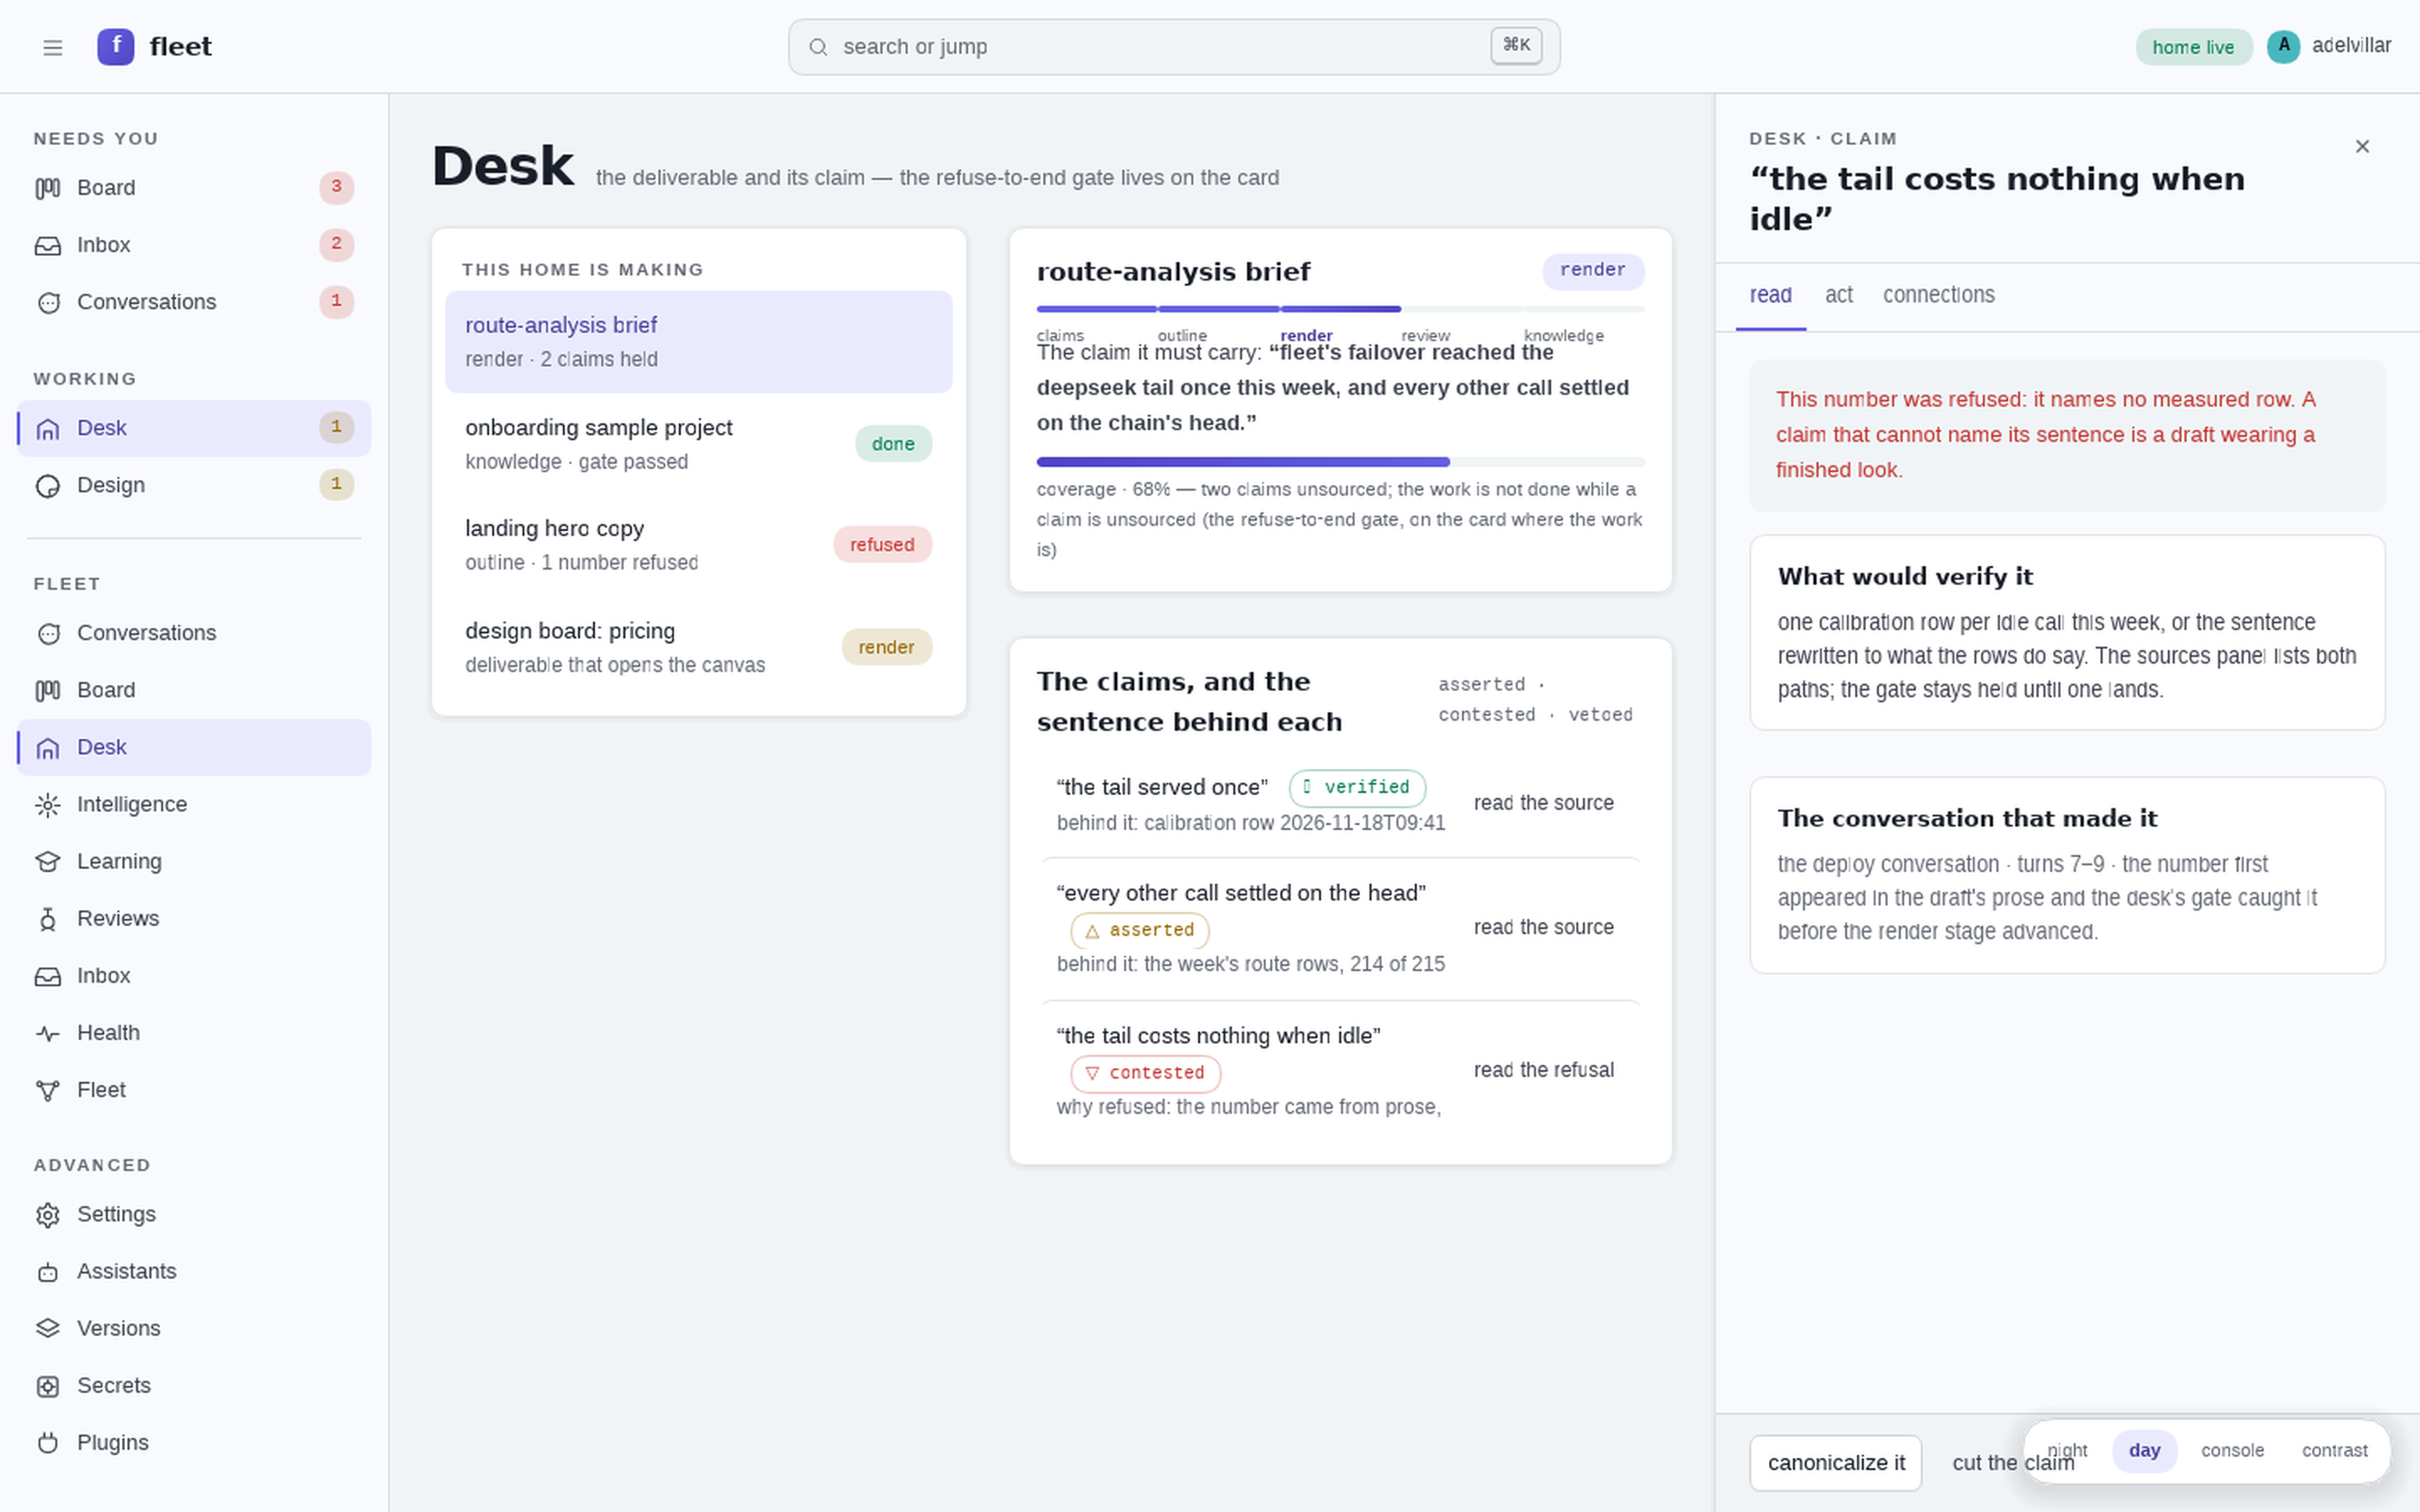 f fleet
search or jump ⌘K
home live A adelvillar
NEEDS YOU
Board 3
Inbox 2
Conversations 1
WORKING
Desk 1
Design 1
FLEET
Conversations
Board
Desk
Intelligence
Learning
Reviews
Inbox
Health
Fleet
ADVANCED
Settings
Assistants
Versions
Secrets
Plugins
Desk the deliverable and its claim — the refuse-to-end gate lives on the card
THIS HOME IS MAKING
route-analysis brief
render · 2 claims held
onboarding sample project
knowledge · gate passed
done
landing hero copy
outline · 1 number refused
refused
design board: pricing
deliverable that opens the canvas
render
route-analysis brief render
claims outline render review knowledge
The claim it must carry: “fleet's failover reached the
deepseek tail once this week, and every other call settled
on the chain's head.”
coverage · 68% — two claims unsourced; the work is not done while a
claim is unsourced (the refuse-to-end gate, on the card where the work
is)
The claims, and the
sentence behind each
asserted ·
contested · vetoed
“the tail served once” verified
behind it: calibration row 2026-11-18T09:41
read the source
“every other call settled on the head”
△ asserted
behind it: the week's route rows, 214 of 215
read the source
“the tail costs nothing when idle”
▽ contested
why refused: the number came from prose,
read the refusal
DESK · CLAIM
“the tail costs nothing when
idle”
read act connections
This number was refused: it names no measured row. A
claim that cannot name its sentence is a draft wearing a
finished look.
What would verify it
one calibration row per idle call this week, or the sentence
rewritten to what the rows do say. The sources panel lists both
paths; the gate stays held until one lands.
The conversation that made it
the deploy conversation · turns 7–9 · the number first
appeared in the draft's prose and the desk's gate caught it
before the render stage advanced.
canonicalize it cut the claim
night day console contrast